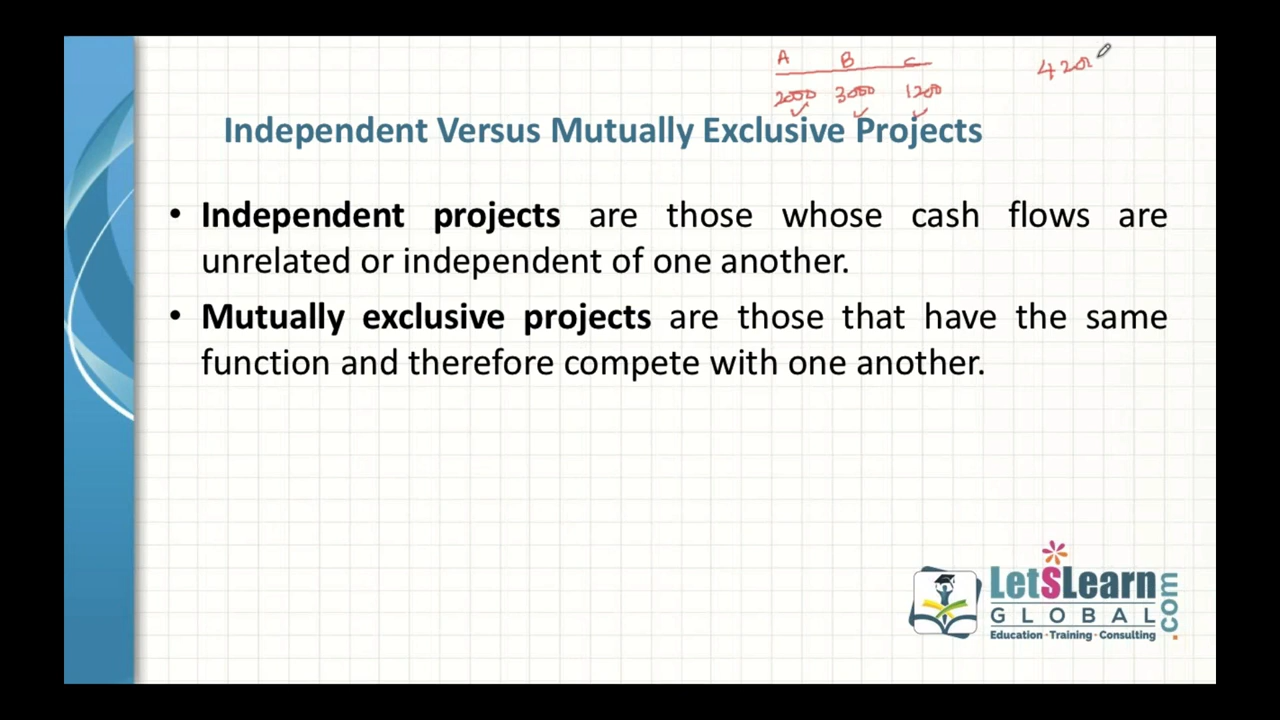 A B C
2000 3000 1200
4200
Independent Versus Mutually Exclusive Projects
• Independent projects are those whose cash flows are
unrelated or independent of one another.
• Mutually exclusive projects are those that have the same
function and therefore compete with one another.
LetSLearn
GLOBAL
.com
Education · Training · Consulting